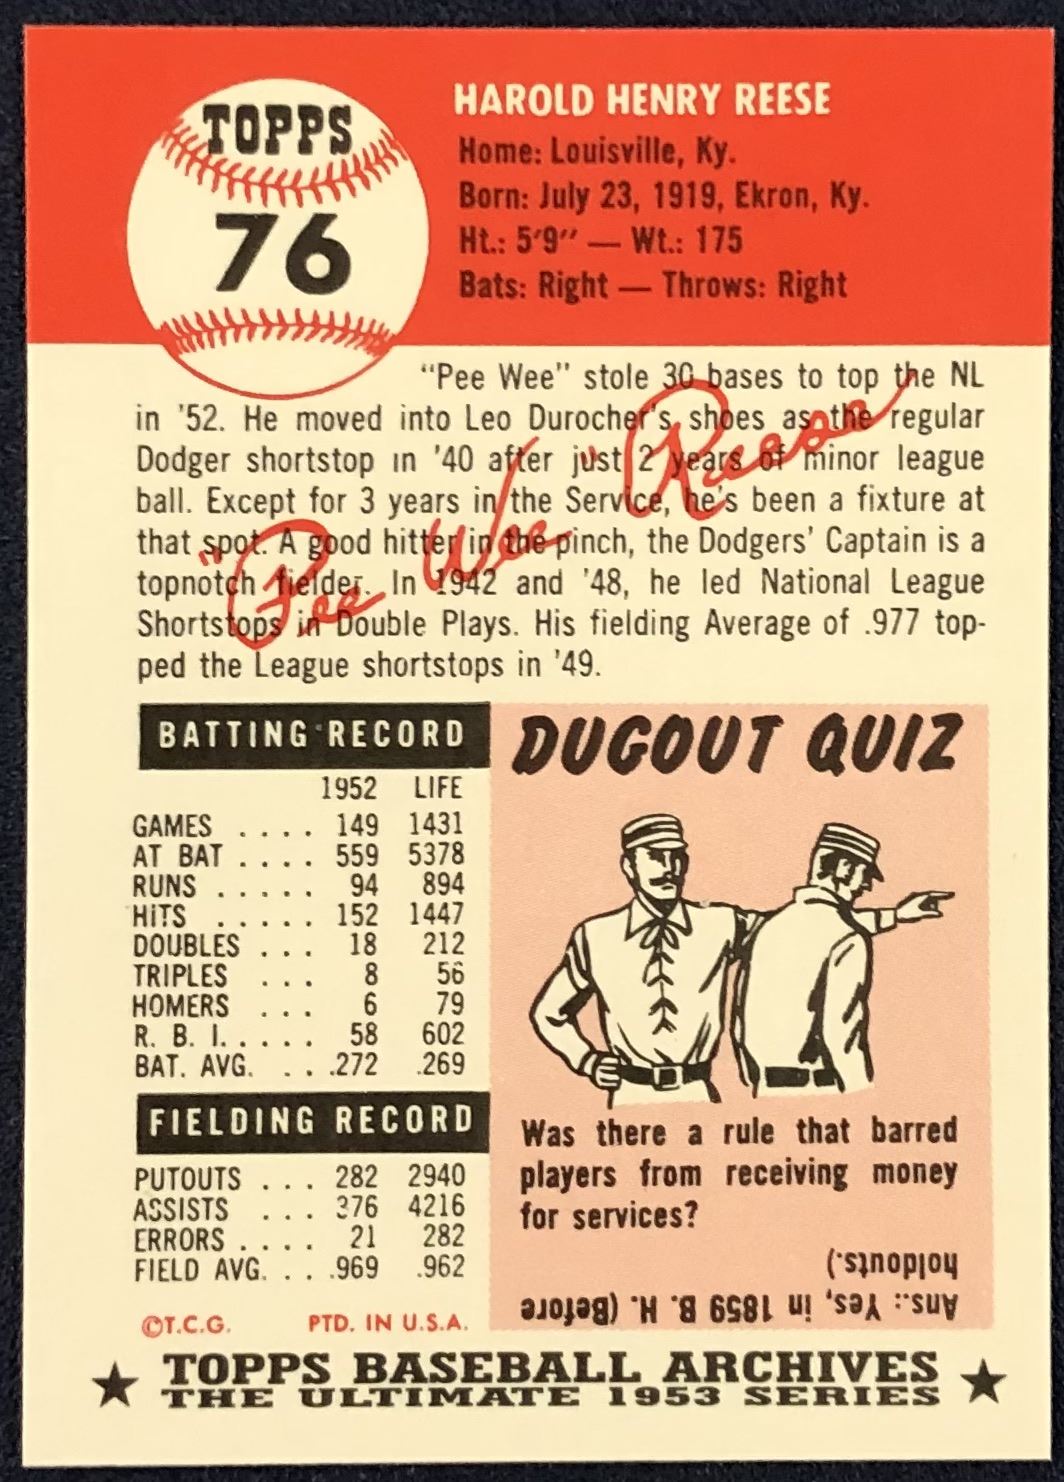 TOPPS
76
HAROLD HENRY REESE
Home: Louisville, Ky.
Born: July 23, 1919, Ekron, Ky.
Ht.: 5'9" — Wt.: 175
Bats: Right — Throws: Right
"Pee Wee" stole 30 bases to top the NL
in '52. He moved into Leo Durocher's shoes as the regular
Dodger shortstop in '40 after just 2 years of minor league
ball. Except for 3 years in the Service, he's been a fixture at
that spot. A good hitter in the pinch, the Dodgers' Captain is a
topnotch fielder. In 1942 and '48, he led National League
Shortstops in Double Plays. His fielding Average of .977 top-
ped the League shortstops in '49.
"Pee Wee" Reese
BATTING RECORD
1952 LIFE
GAMES .... 149 1431
AT BAT .... 559 5378
RUNS ..... 94 894
HITS ..... 152 1447
DOUBLES ... 18 212
TRIPLES ... 8 56
HOMERS ... 6 79
R. B. I. .... 58 602
BAT. AVG. ... .272 .269
FIELDING RECORD
PUTOUTS ... 282 2940
ASSISTS ... 376 4216
ERRORS .... 21 282
FIELD AVG. ... .969 .962
©T.C.G. PTD. IN U.S.A.
DUGOUT QUIZ
Was there a rule that barred
players from receiving money
for services?
Ans.: Yes, in 1859 B. H. (Before
holdouts.)
TOPPS BASEBALL ARCHIVES
THE ULTIMATE 1953 SERIES